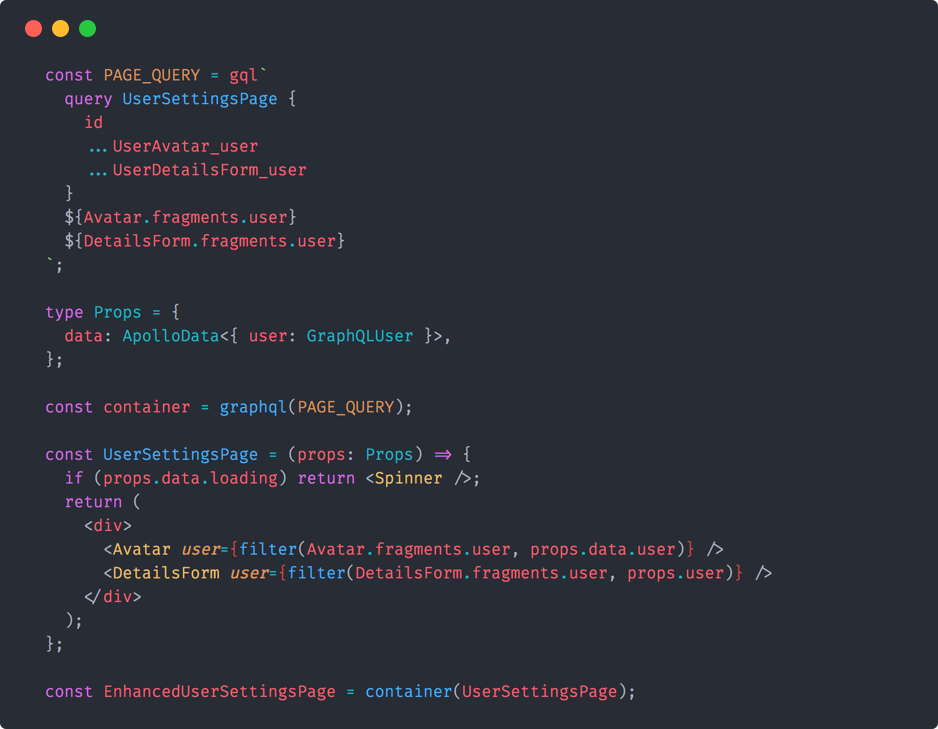 const PAGE_QUERY = gql`
  query UserSettingsPage {
    id
    ...UserAvatar_user
    ...UserDetailsForm_user
  }
  ${Avatar.fragments.user}
  ${DetailsForm.fragments.user}
`;

type Props = {
  data: ApolloData<{ user: GraphQLUser }>,
};

const container = graphql(PAGE_QUERY);

const UserSettingsPage = (props: Props) => {
  if (props.data.loading) return <Spinner />;
  return (
    <div>
      <Avatar user={filter(Avatar.fragments.user, props.data.user)} />
      <DetailsForm user={filter(DetailsForm.fragments.user, props.user)} />
    </div>
  );
};

const EnhancedUserSettingsPage = container(UserSettingsPage);